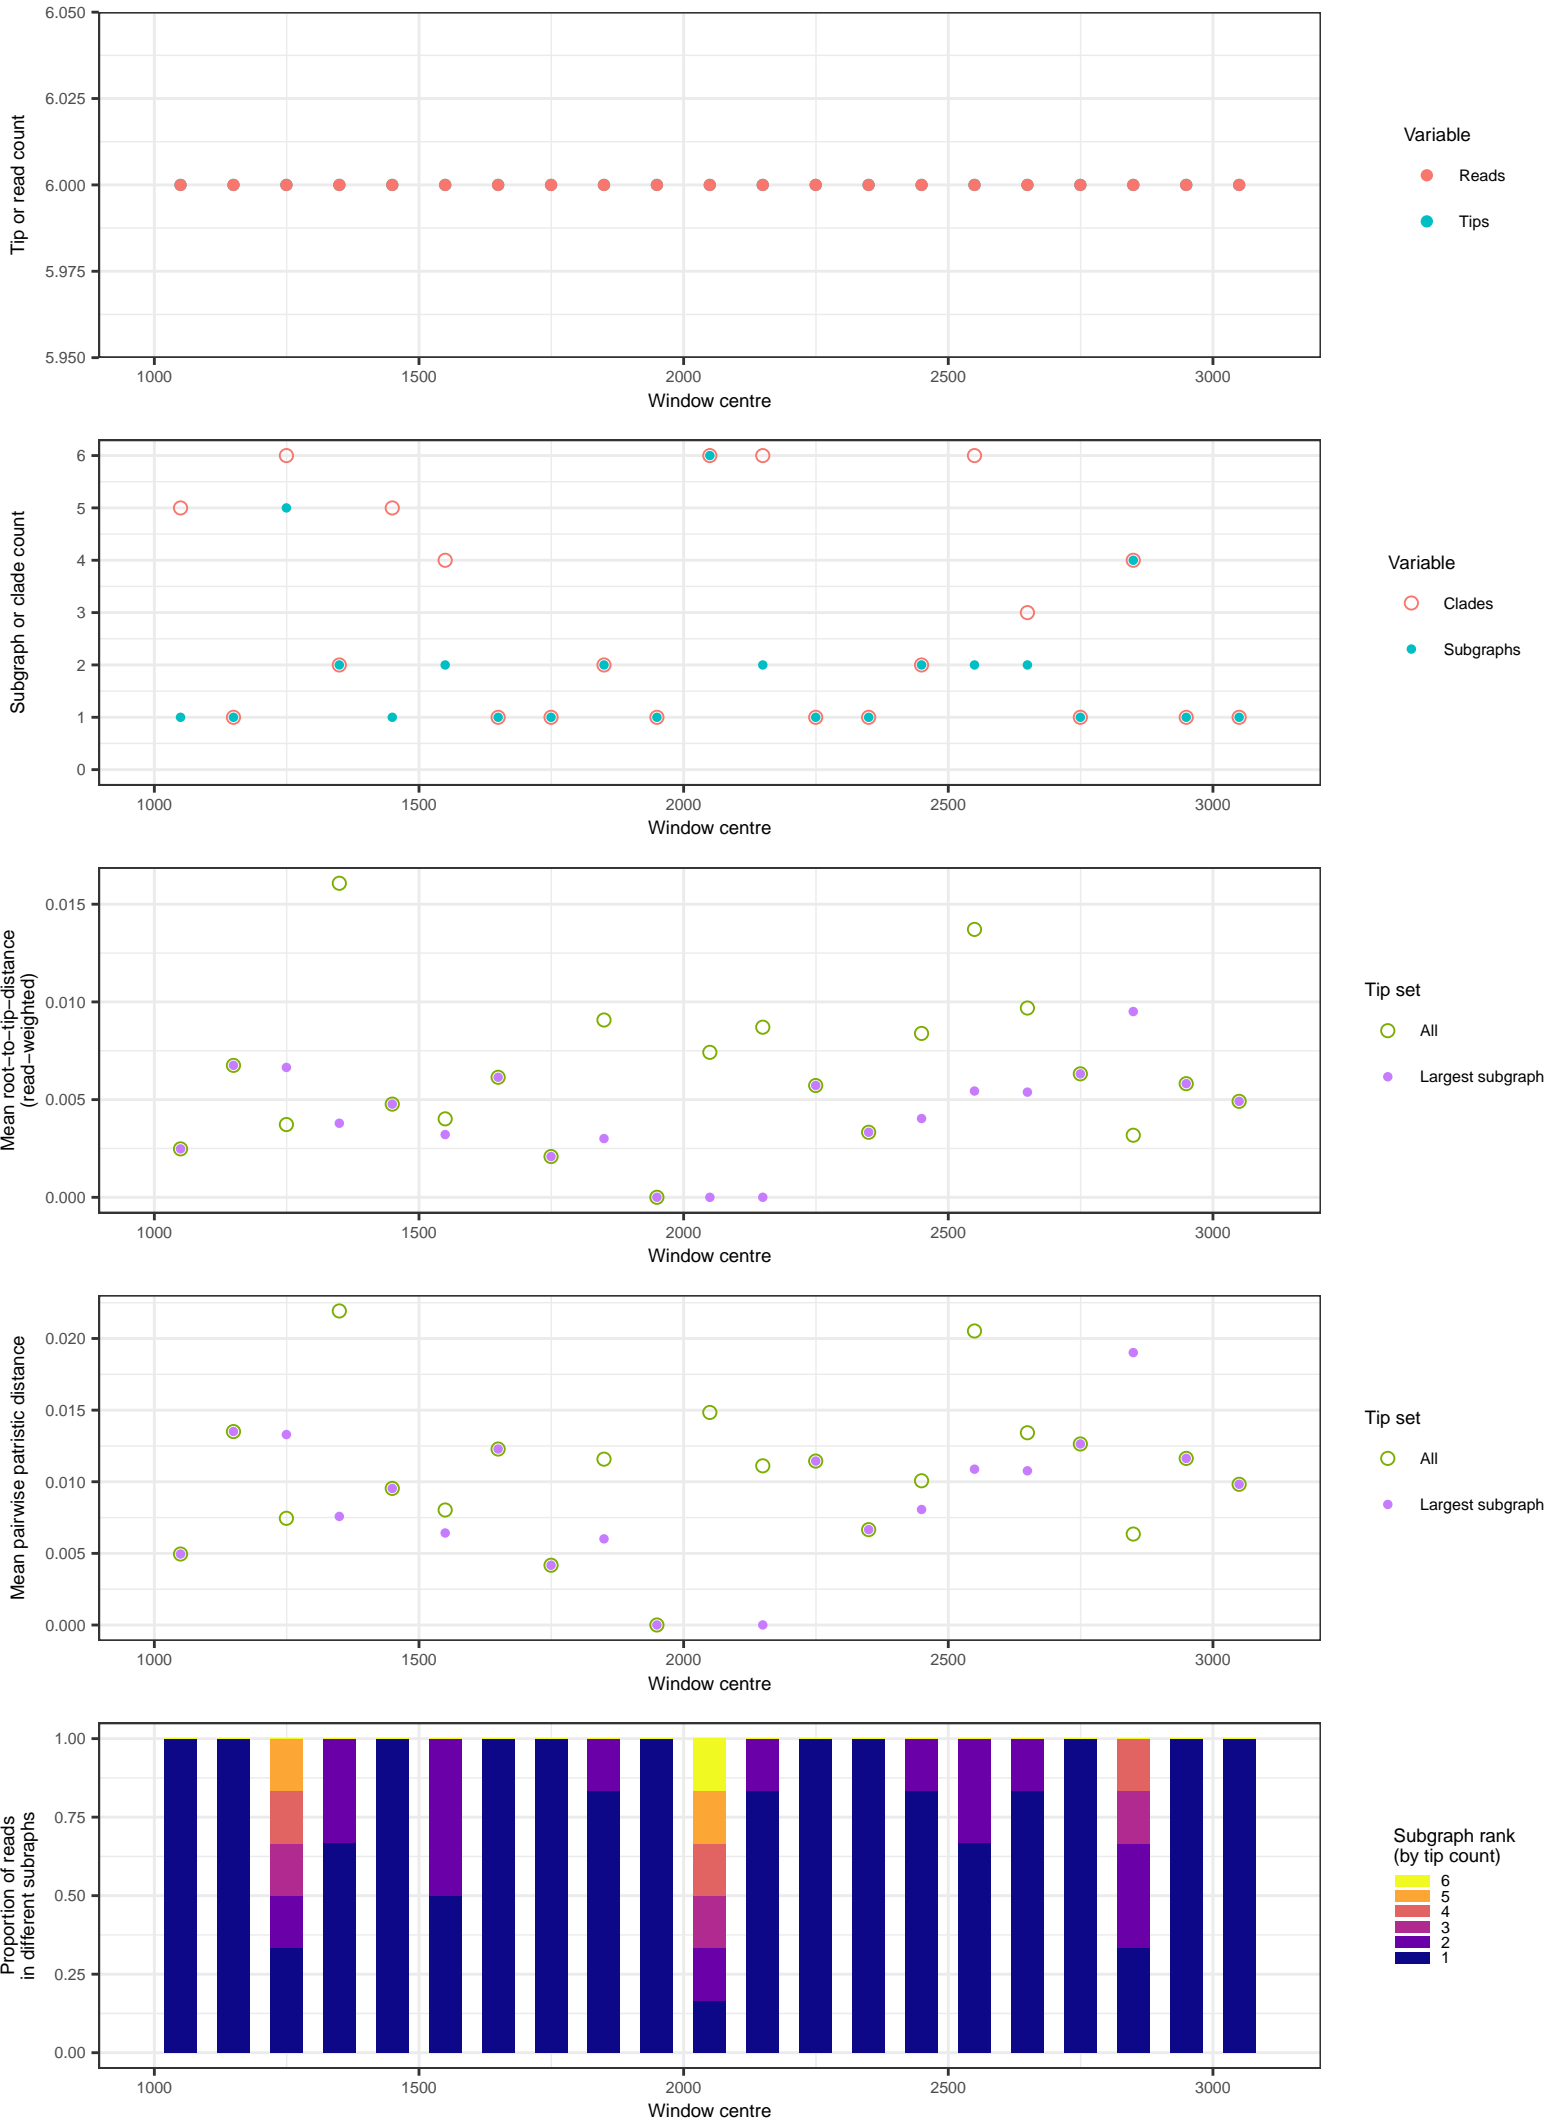 6.050
6.025
6.000
5.975
5.950
Tip or read count
1000 1500 2000 2500 3000
Window centre
Variable
Reads
Tips
6
5
4
3
2
1
0
Subgraph or clade count
1000 1500 2000 2500 3000
Window centre
Variable
Clades
Subgraphs
0.015
0.010
0.005
0.000
Mean root−to−tip−distance
(read−weighted)
1000 1500 2000 2500 3000
Window centre
Tip set
All
Largest subgraph
0.020
0.015
0.010
0.005
0.000
Mean pairwise patristic distance
1000 1500 2000 2500 3000
Window centre
Tip set
All
Largest subgraph
1.00
0.75
0.50
0.25
0.00
Proportion of reads
in different subraphs
1000 1500 2000 2500 3000
Window centre
Subgraph rank
(by tip count)
6
5
4
3
2
1